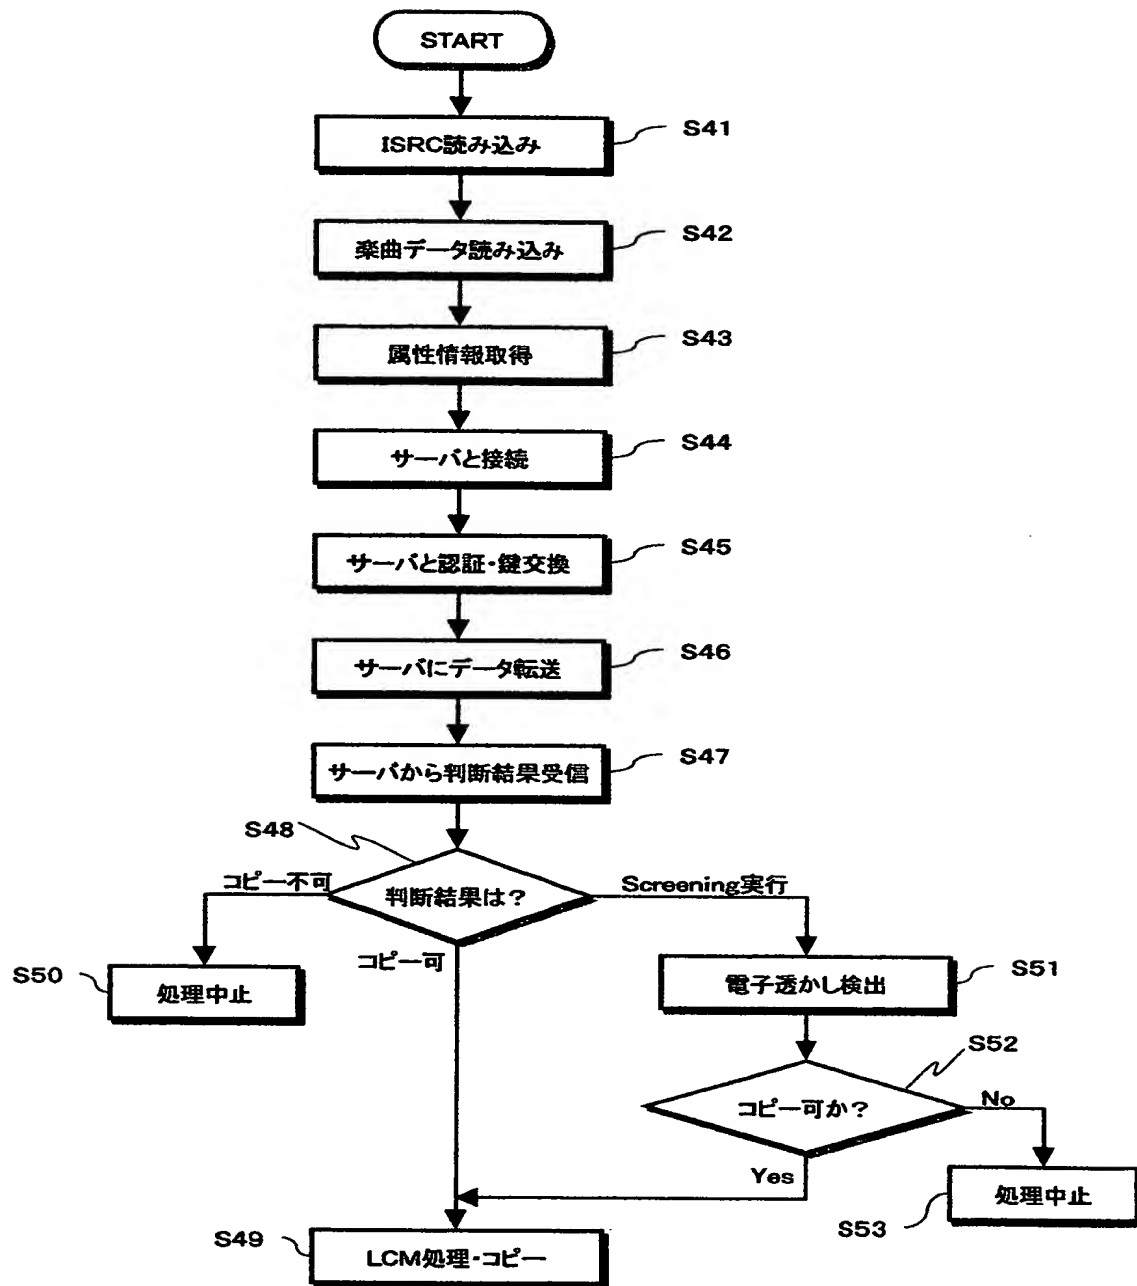 START
ISRC読み込み
S41
楽曲データ読み込み
S42
属性情報取得
S43
サーバと接続
S44
サーバと認証・鍵交換
S45
サーバにデータ転送
S46
サーバから判断結果受信
S47
S48
判断結果は?
コピー不可
Screening実行
コピー可
S50
処理中止
電子透かし検出
S51
S52
コピー可か?
No
Yes
処理中止
S53
S49
LCM処理・コピー